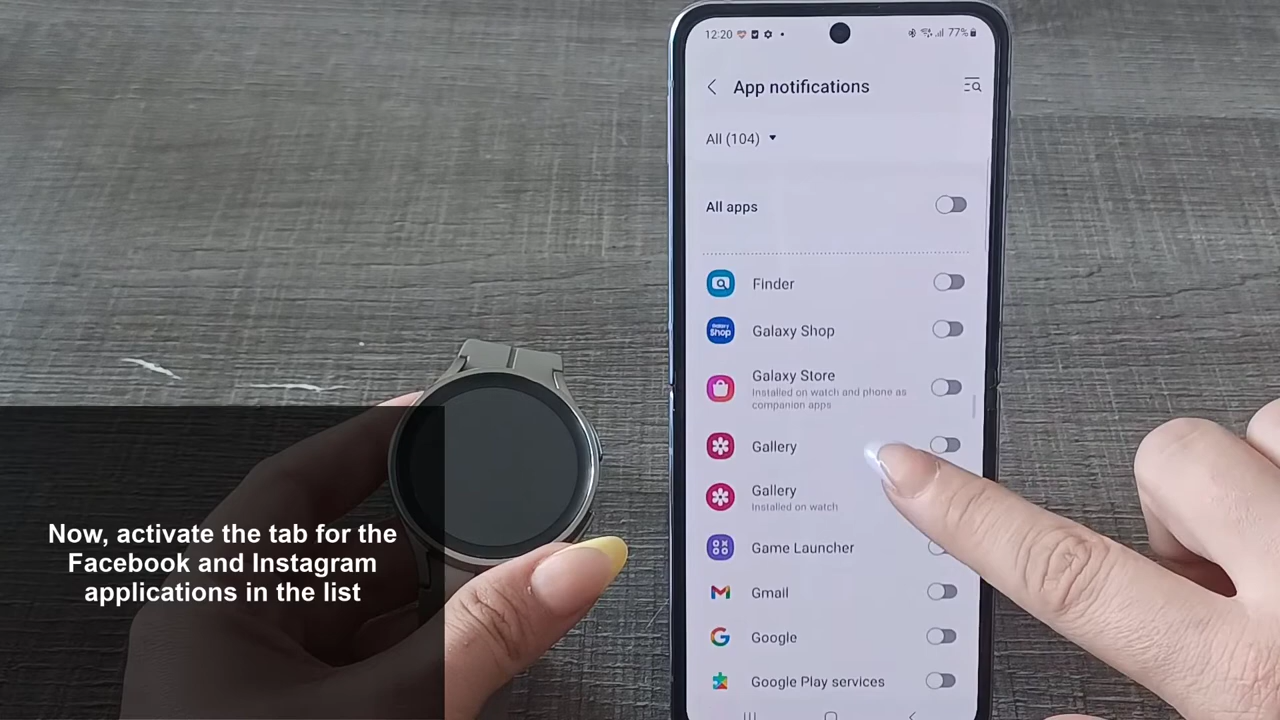 12:20
77%
App notifications
All (104)
All apps
Finder
Galaxy Shop
Galaxy Shop
Galaxy Store
Installed on watch and phone as
companion apps
Gallery
Gallery
Installed on watch
Game Launcher
Gmail
Google
Google Play services
Now, activate the tab for the
Facebook and Instagram
applications in the list